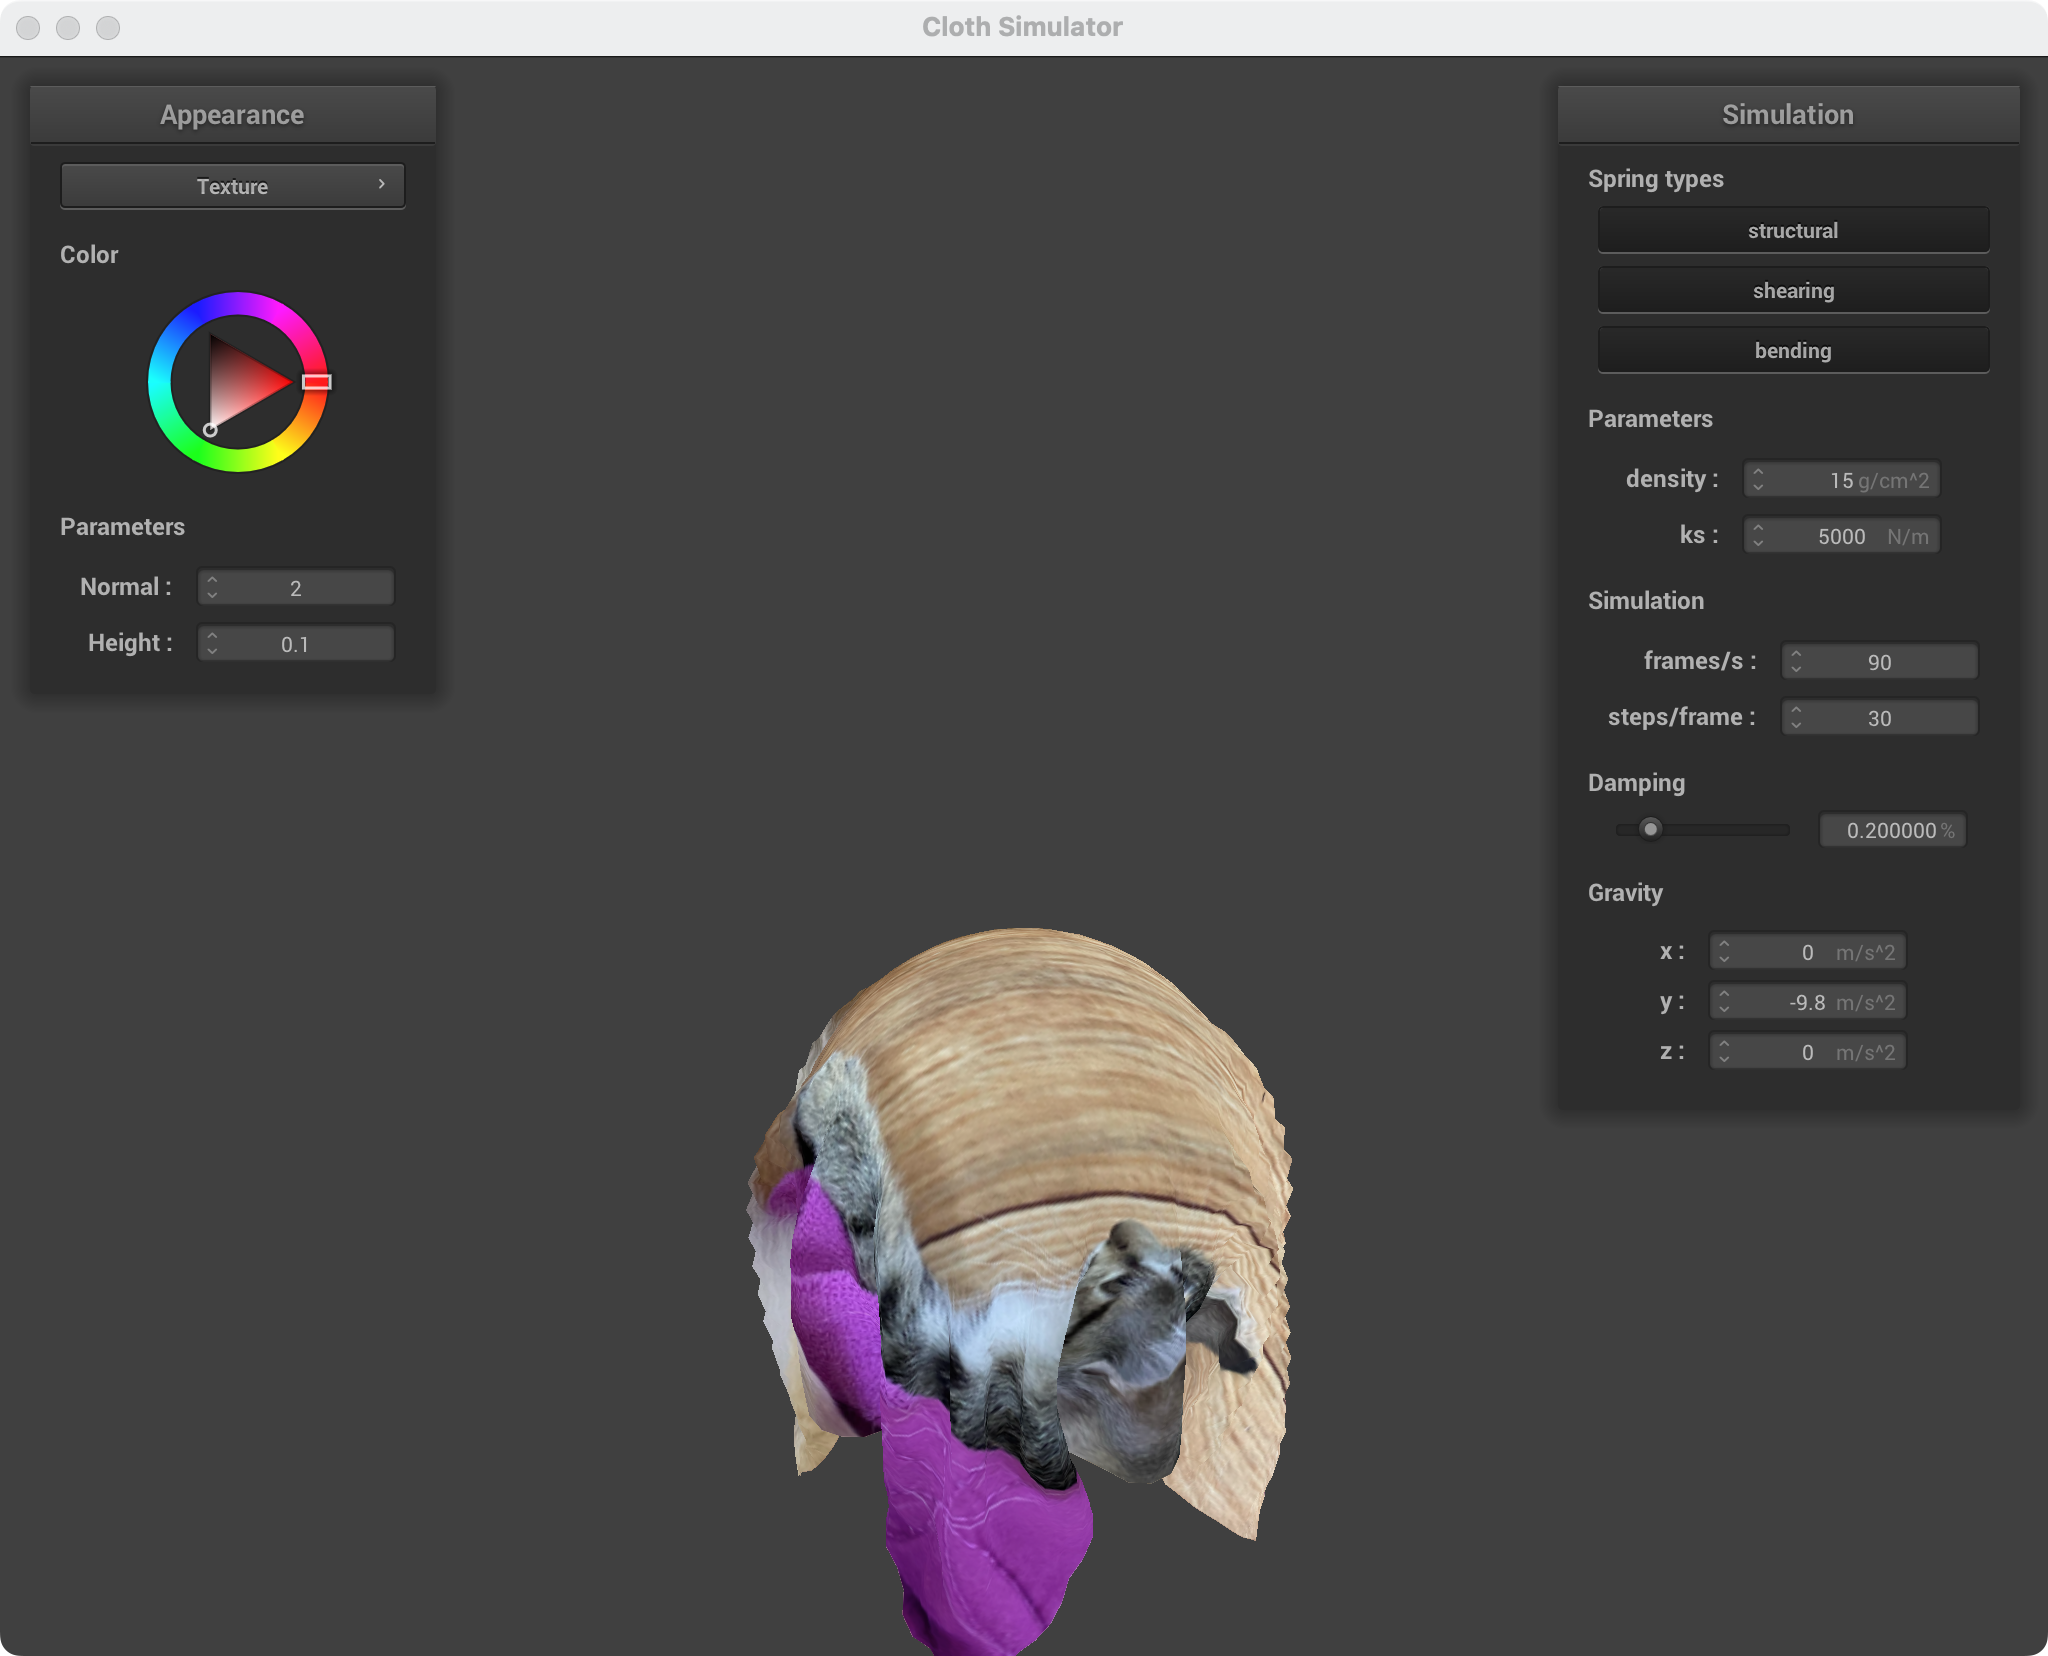 Cloth Simulator
Appearance
Texture
Color
Parameters
Normal : 2
Height : 0.1
Simulation
Spring types
structural
shearing
bending
Parameters
density : 15 g/cm^2
ks : 5000 N/m
Simulation
frames/s : 90
steps/frame : 30
Damping
0.200000 %
Gravity
x : 0 m/s^2
y : -9.8 m/s^2
z : 0 m/s^2